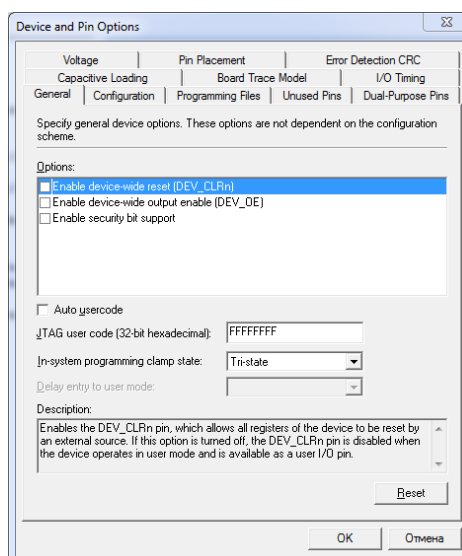 Device and Pin Options
Voltage Pin Placement Error Detection CRC
Capacitive Loading Board Trace Model I/O Timing
General Configuration Programming Files Unused Pins Dual-Purpose Pins
Specify general device options. These options are not dependent on the configuration
scheme.
Options:
Enable device-wide reset (DEV_CLRn)
Enable device-wide output enable (DEV_OE)
Enable security bit support
Auto usercode
JTAG user code (32-bit hexadecimal): FFFFFFFF
In-system programming clamp state: Tri-state
Delay entry to user mode:
Description:
Enables the DEV_CLRn pin, which allows all registers of the device to be reset by
an external source. If this option is turned off, the DEV_CLRn pin is disabled when
the device operates in user mode and is available as a user I/O pin.
Reset
OK Отмена